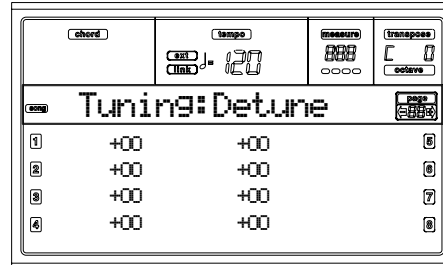 chord tempo measure transpose
ext link ♩= 120 888 C 0
octave
song Tuning:Detune page
1 +00 +00 5
2 +00 +00 6
3 +00 +00 7
4 +00 +00 8